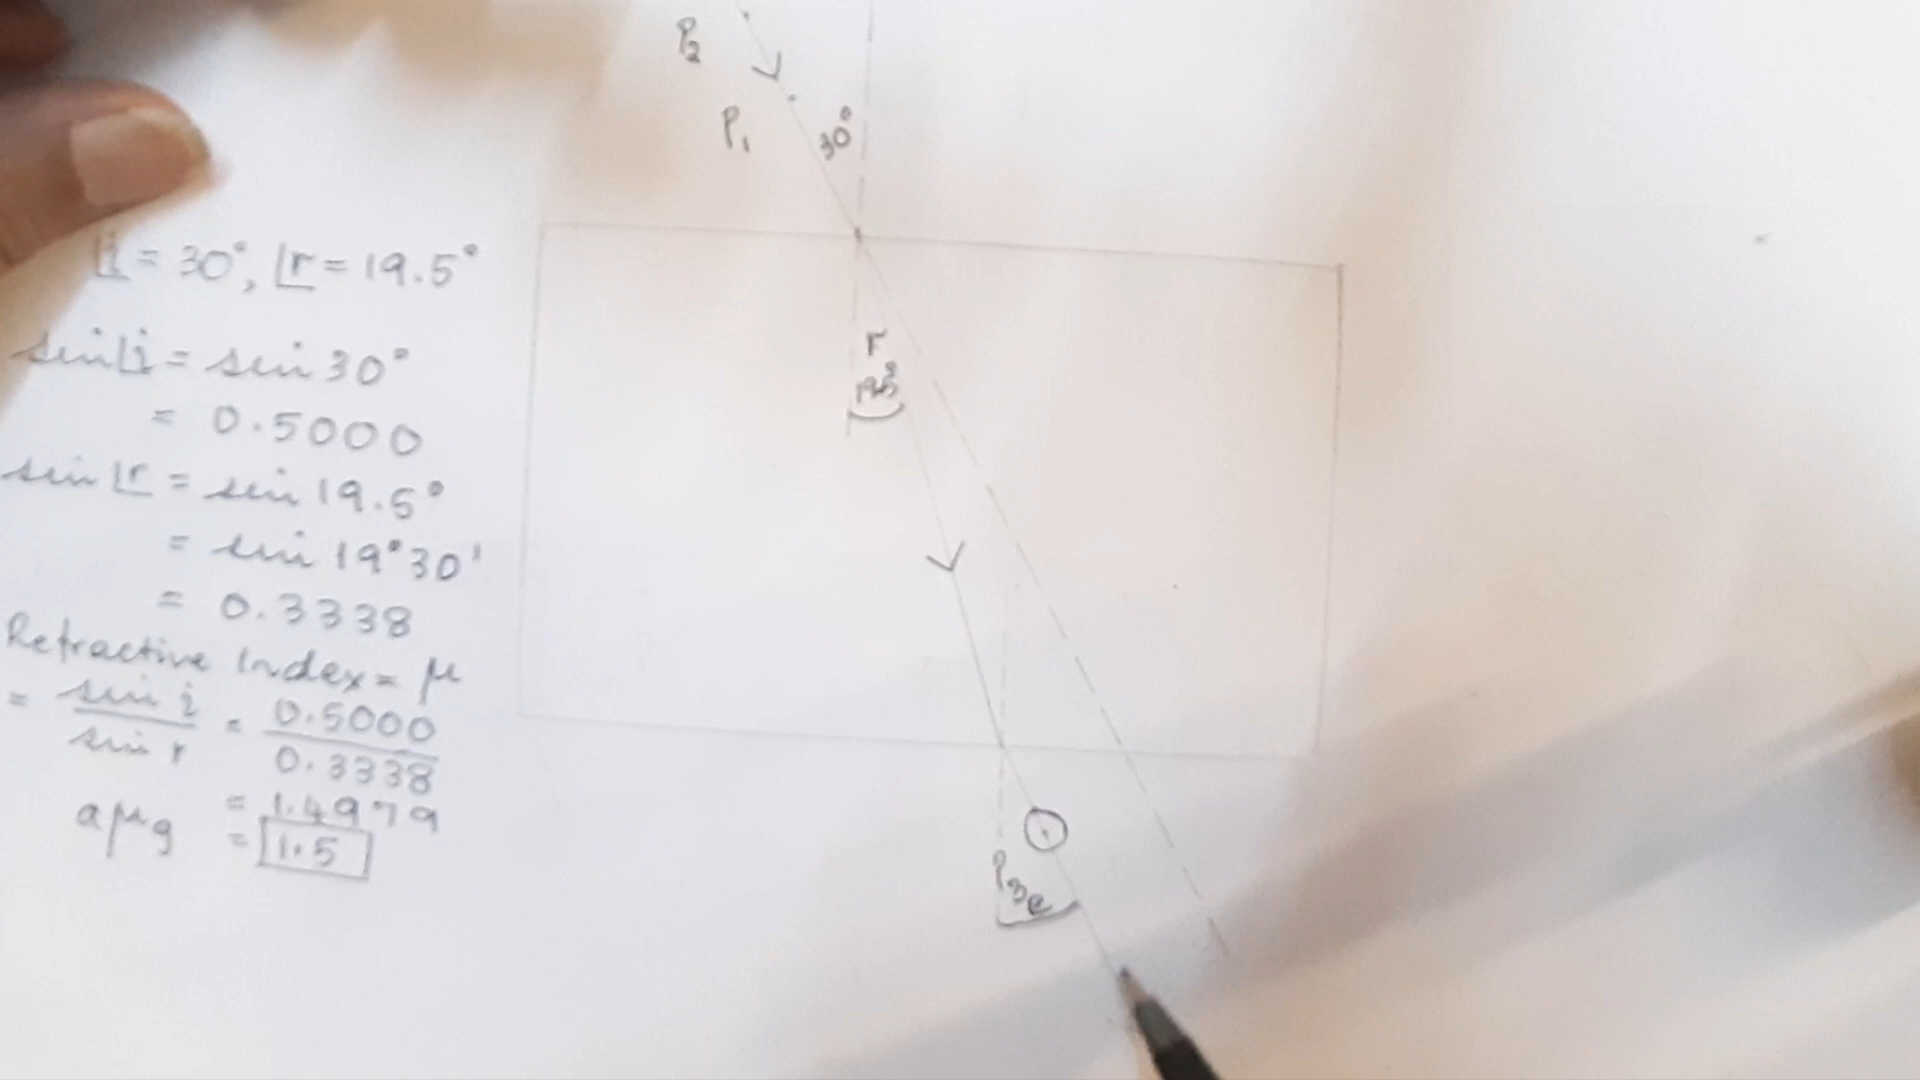 P2
P1
30°
∠i = 30°, ∠r = 19.5°
sin∠i = sin 30°
= 0.5000
sin∠r = sin 19.5°
= sin 19°30'
= 0.3338
Refractive Index = μ
= sin i / sin r = 0.5000 / 0.3338
= 1.4979
aμg = 1.5
r
19.5°
P3
e